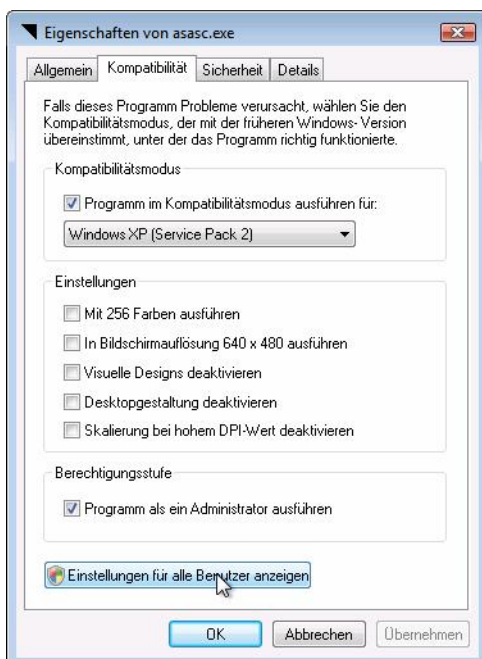 Eigenschaften von asasc.exe
Allgemein Kompatibilität Sicherheit Details
Falls dieses Programm Probleme verursacht, wählen Sie den
Kompatibilitätsmodus, der mit der früheren Windows-Version
übereinstimmt, unter der das Programm richtig funktionierte.
Kompatibilitätsmodus
Programm im Kompatibilitätsmodus ausführen für:
Windows XP (Service Pack 2)
Einstellungen
Mit 256 Farben ausführen
In Bildschirmauflösung 640 x 480 ausführen
Visuelle Designs deaktivieren
Desktopgestaltung deaktivieren
Skalierung bei hohem DPI-Wert deaktivieren
Berechtigungsstufe
Programm als ein Administrator ausführen
Einstellungen für alle Benutzer anzeigen
OK Abbrechen Übernehmen